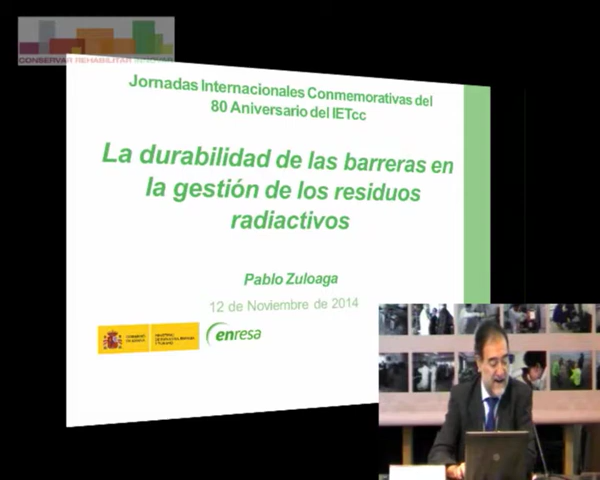 CONSERVAR REHABILITAR
Jornadas Internacionales Conmemorativas del
80 Aniversario del IETcc
La durabilidad de las barreras en
la gestión de los residuos
radiactivos
Pablo Zuloaga
12 de Noviembre de 2014
enresa